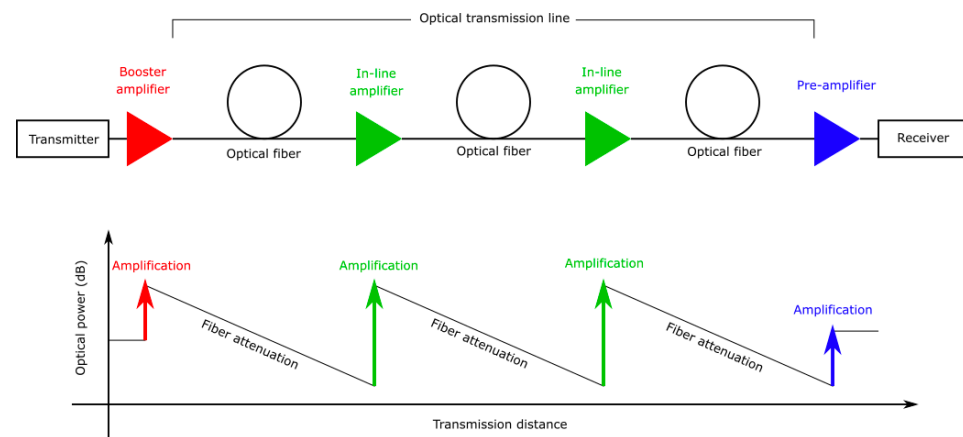 Optical transmission line
Booster
amplifier
In-line
amplifier
In-line
amplifier
Pre-amplifier
Transmitter
Optical fiber
Optical fiber
Optical fiber
Receiver
Optical power (dB)
Amplification
Amplification
Amplification
Amplification
Fiber attenuation
Fiber attenuation
Fiber attenuation
Transmission distance